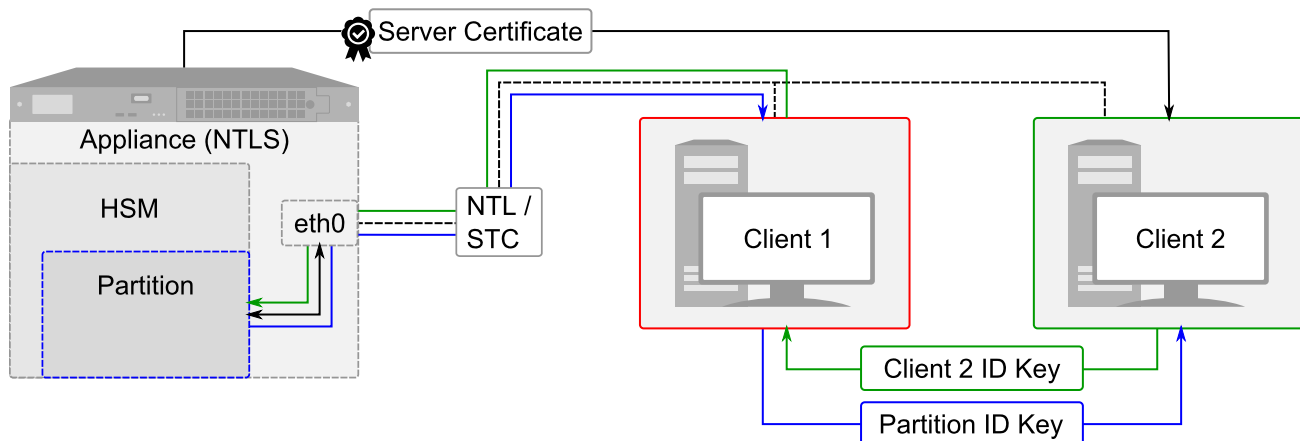 Server Certificate
Appliance (NTLS)
HSM
eth0
NTL /
STC
Partition
Client 1
Client 2
Client 2 ID Key
Partition ID Key